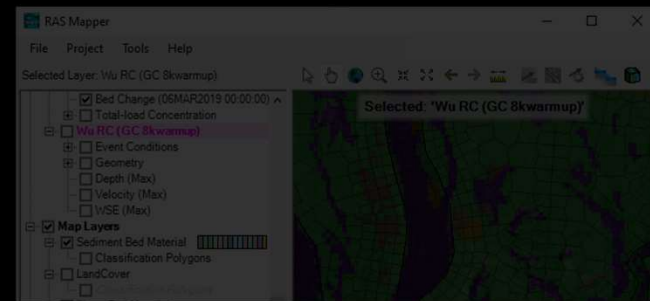 RAS Mapper
File Project Tools Help
Selected Layer: Wu RC (GC 8kwarmup)
Bed Change (06MAR2019 00:00:00)
Selected: 'Wu RC (GC 8kwarmup)'
Total-load Concentration
Wu RC (GC 8kwarmup)
Event Conditions
Geometry
Depth (Max)
Velocity (Max)
WSE (Max)
Map Layers
Sediment Bed Material
Classification Polygons
LandCover